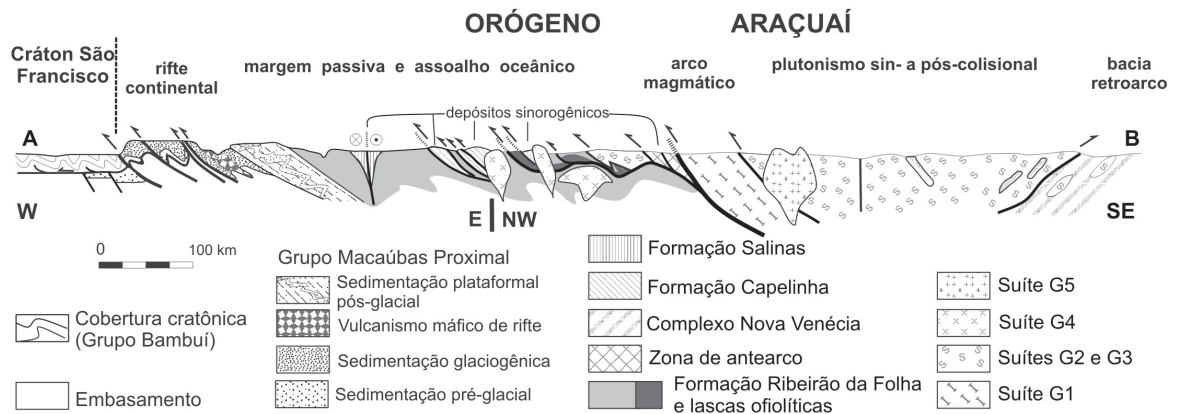 ORÓGENO ARAÇUAÍ
Cráton São
Francisco
rifte
continental
margem passiva e assoalho oceânico
arco
magmático
plutonismo sin- a pós-colisional
bacia
retroarco
depósitos sinorogênicos
A
B
W
E NW
SE
0 100 km
Cobertura cratônica
(Grupo Bambuí)
Embasamento
Grupo Macaúbas Proximal
Sedimentação plataformal
pós-glacial
Vulcanismo máfico de rifte
Sedimentação glaciogênica
Sedimentação pré-glacial
Formação Salinas
Formação Capelinha
Complexo Nova Venécia
Zona de antearco
Formação Ribeirão da Folha
e lascas ofiolíticas
Suíte G5
Suíte G4
Suítes G2 e G3
Suíte G1